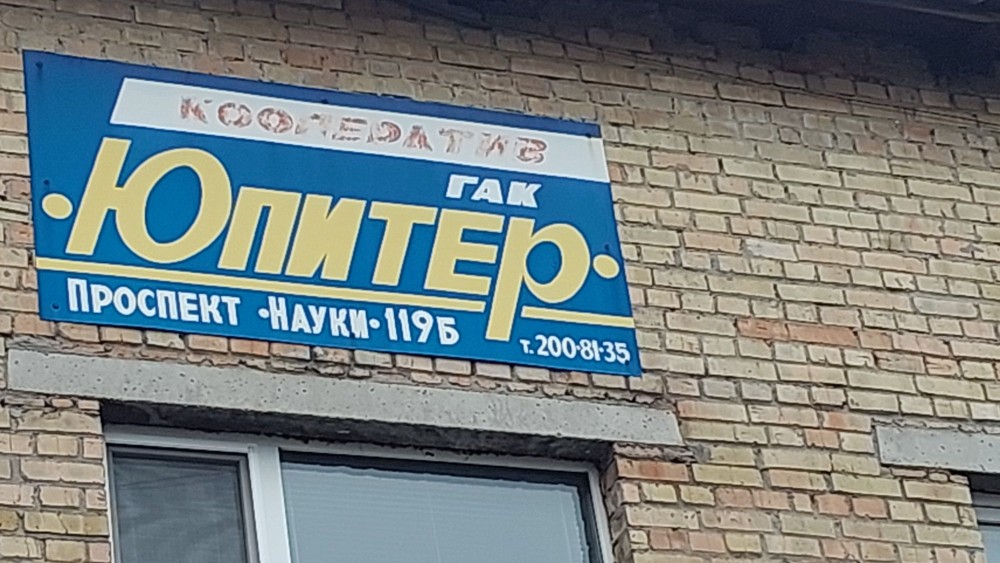 КООПЕРАТИВ
ГАК
·ЮПИТЕР·
ПРОСПЕКТ ·НАУКИ· 119Б
т. 200-81-35